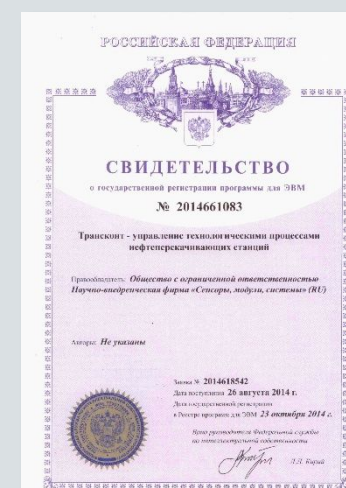 РОССИЙСКАЯ ФЕДЕРАЦИЯ
СВИДЕТЕЛЬСТВО
о государственной регистрации программы для ЭВМ
№ 2014661083
Трансконт - управление технологическими процессами
нефтеперекачивающих станций
Правообладатель: Общество с ограниченной ответственностью
Научно-внедренческая фирма «Сенсоры, модули, системы» (RU)
Авторы: Не указаны
Заявка № 2014618542
Дата поступления 26 августа 2014 г.
Дата государственной регистрации
в Реестре программ для ЭВМ 23 октября 2014 г.
Врио руководителя Федеральной службы
по интеллектуальной собственности
Л.Л. Кирий